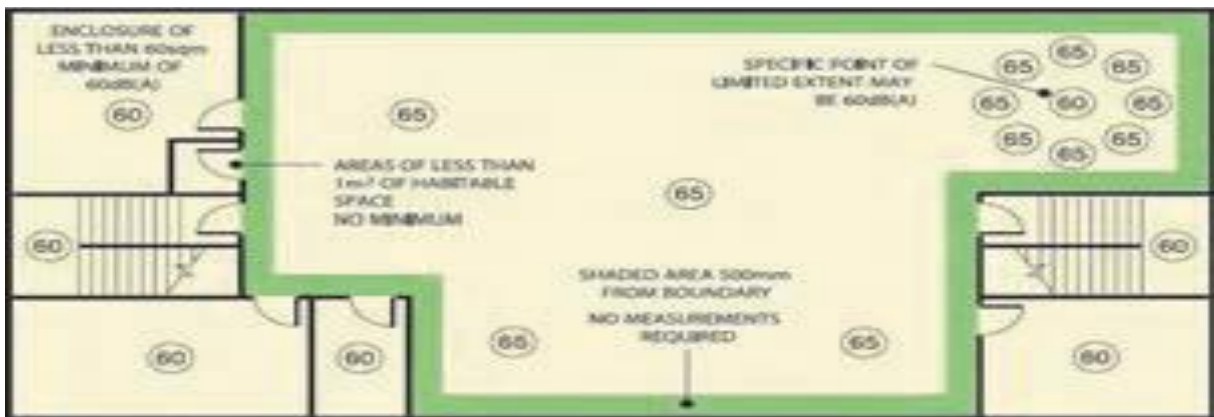 ENCLOSURE OF
LESS THAN 60sqm
MINIMUM OF
60dB(A)
60
65
SPECIFIC POINT OF
LIMITED EXTENT MAY
BE 60dB(A)
65
65
65
65
60
65
65
65
65
AREAS OF LESS THAN
1m² OF HABITABLE
SPACE
NO MINIMUM
65
60
60
SHADED AREA 500mm
FROM BOUNDARY
NO MEASUREMENTS
REQUIRED
60
60
65
65
60